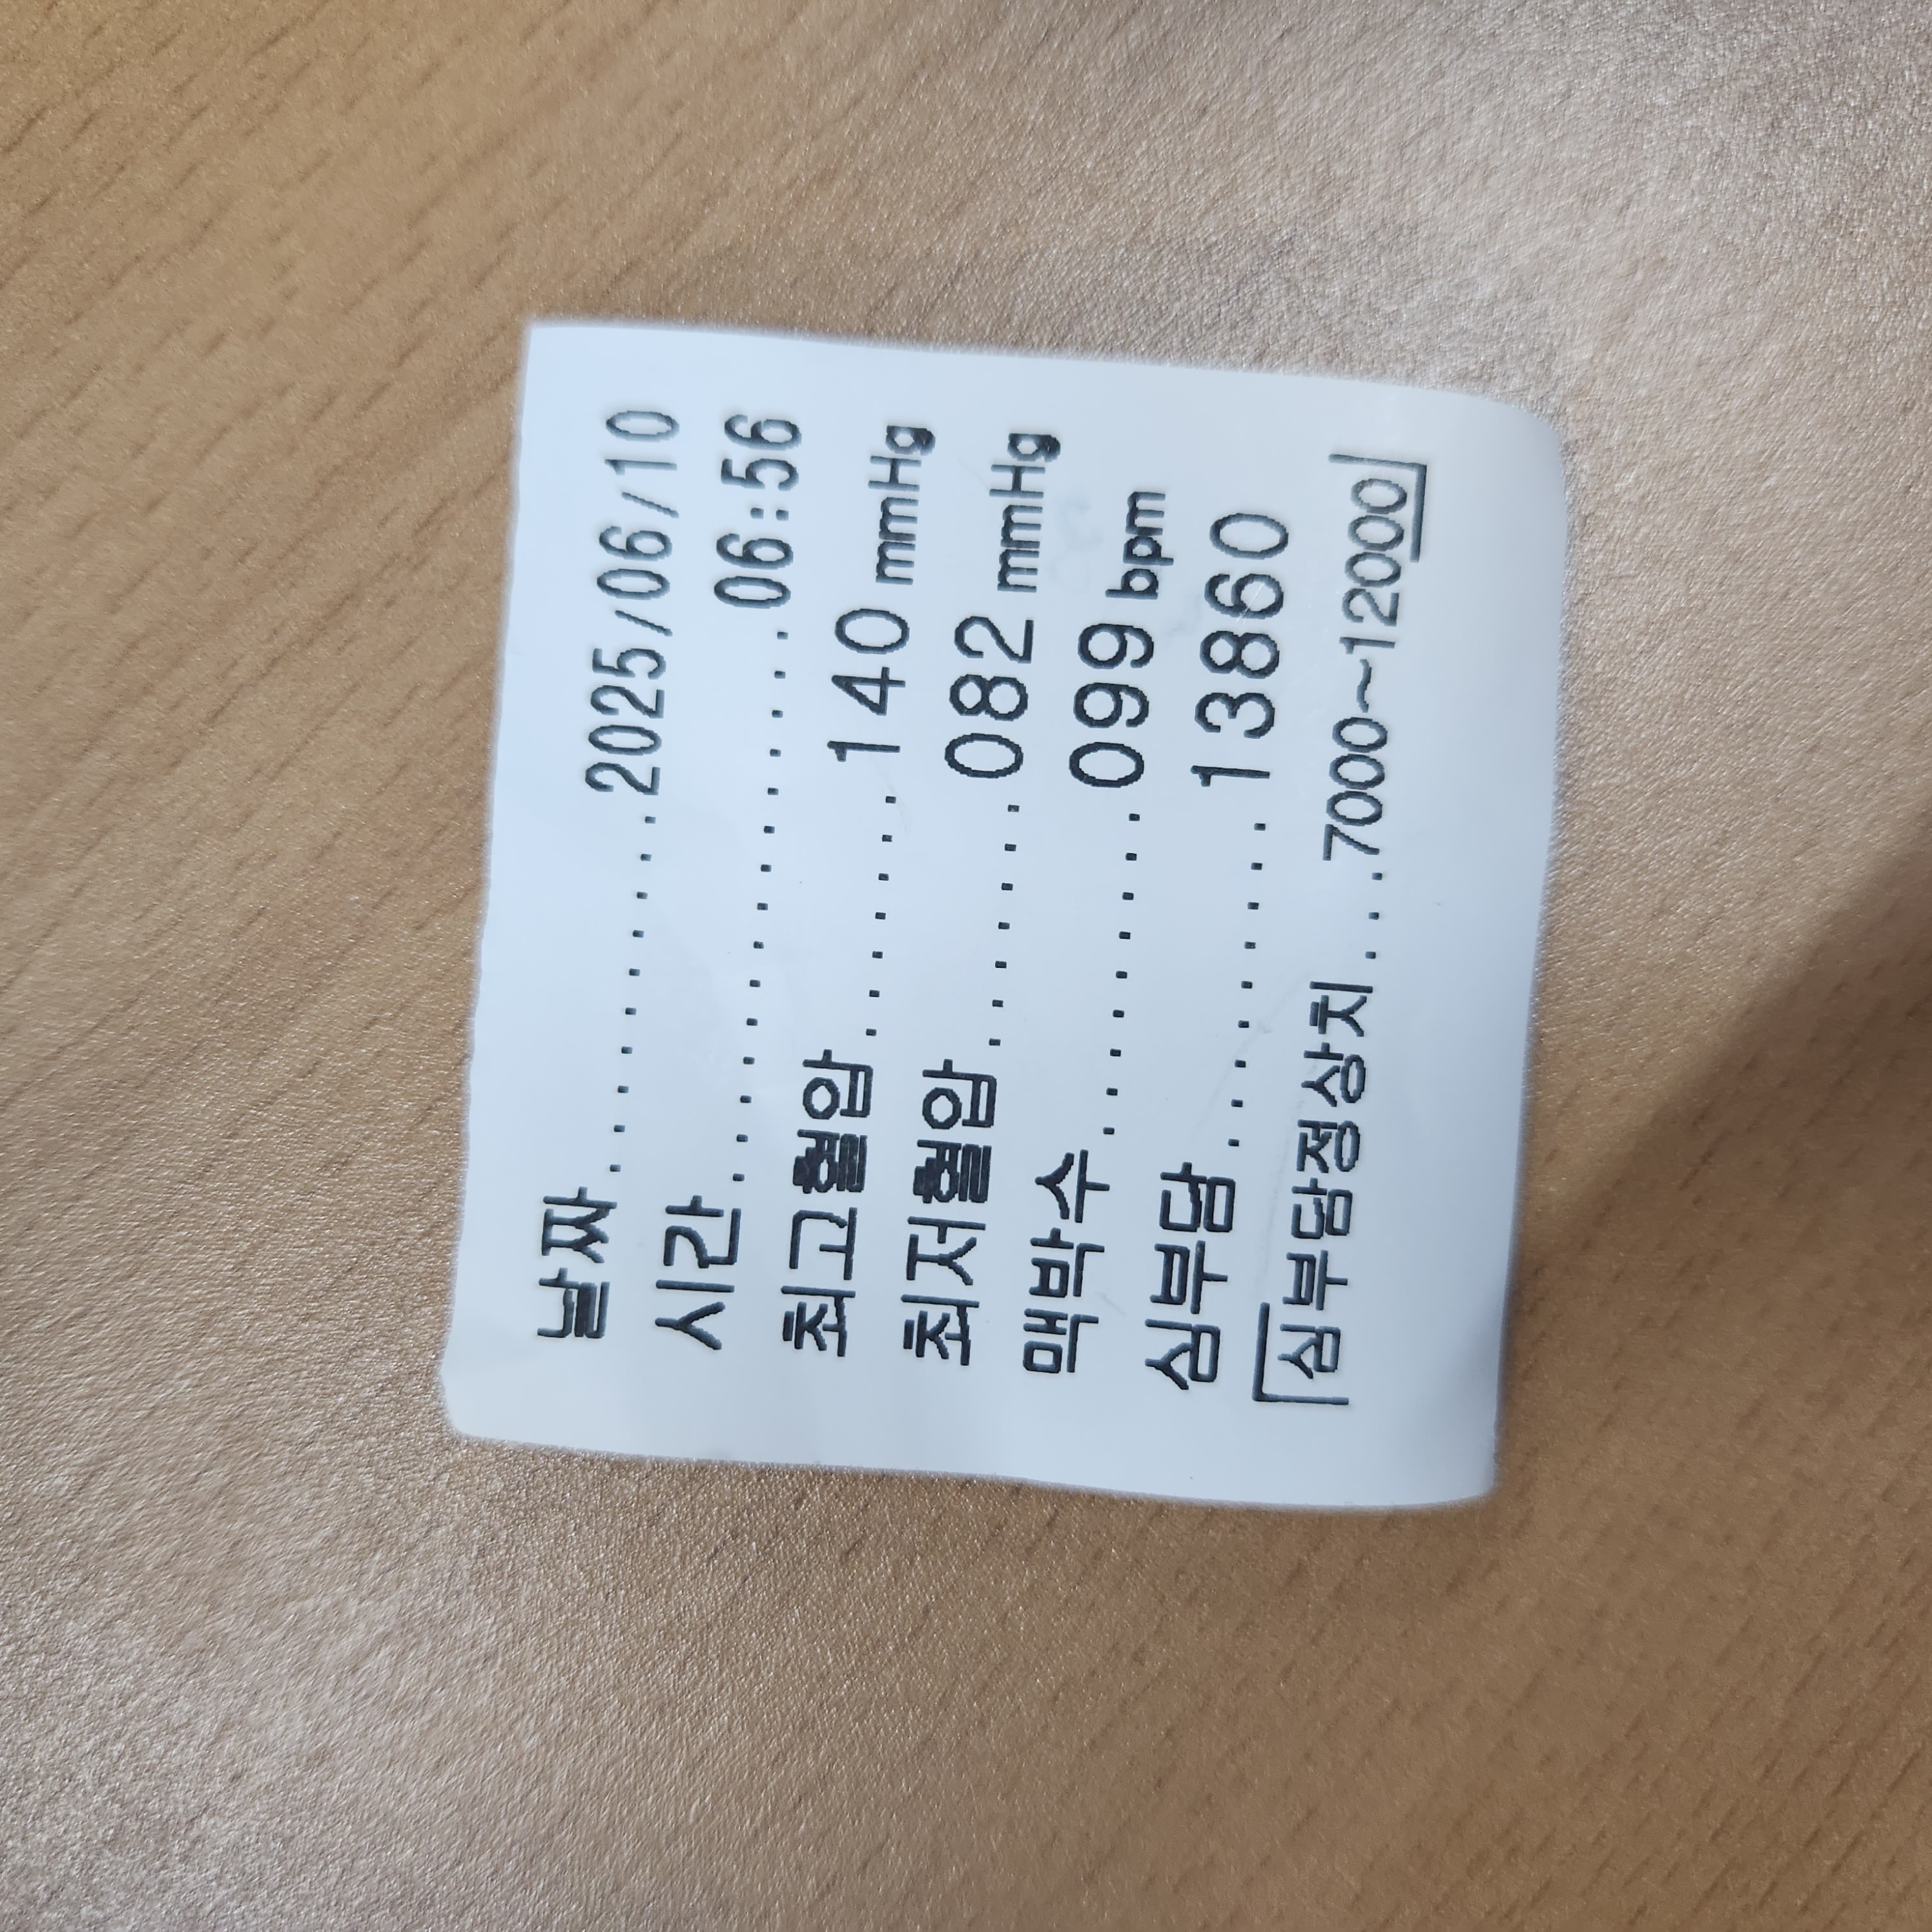 날짜..............2025/06/10
시간...............06:56
최고혈압.......140 mmHg
최저혈압.......082 mmHg
맥박수.........099 bpm
심부담.........13860
「심부담정상치...7000~12000」